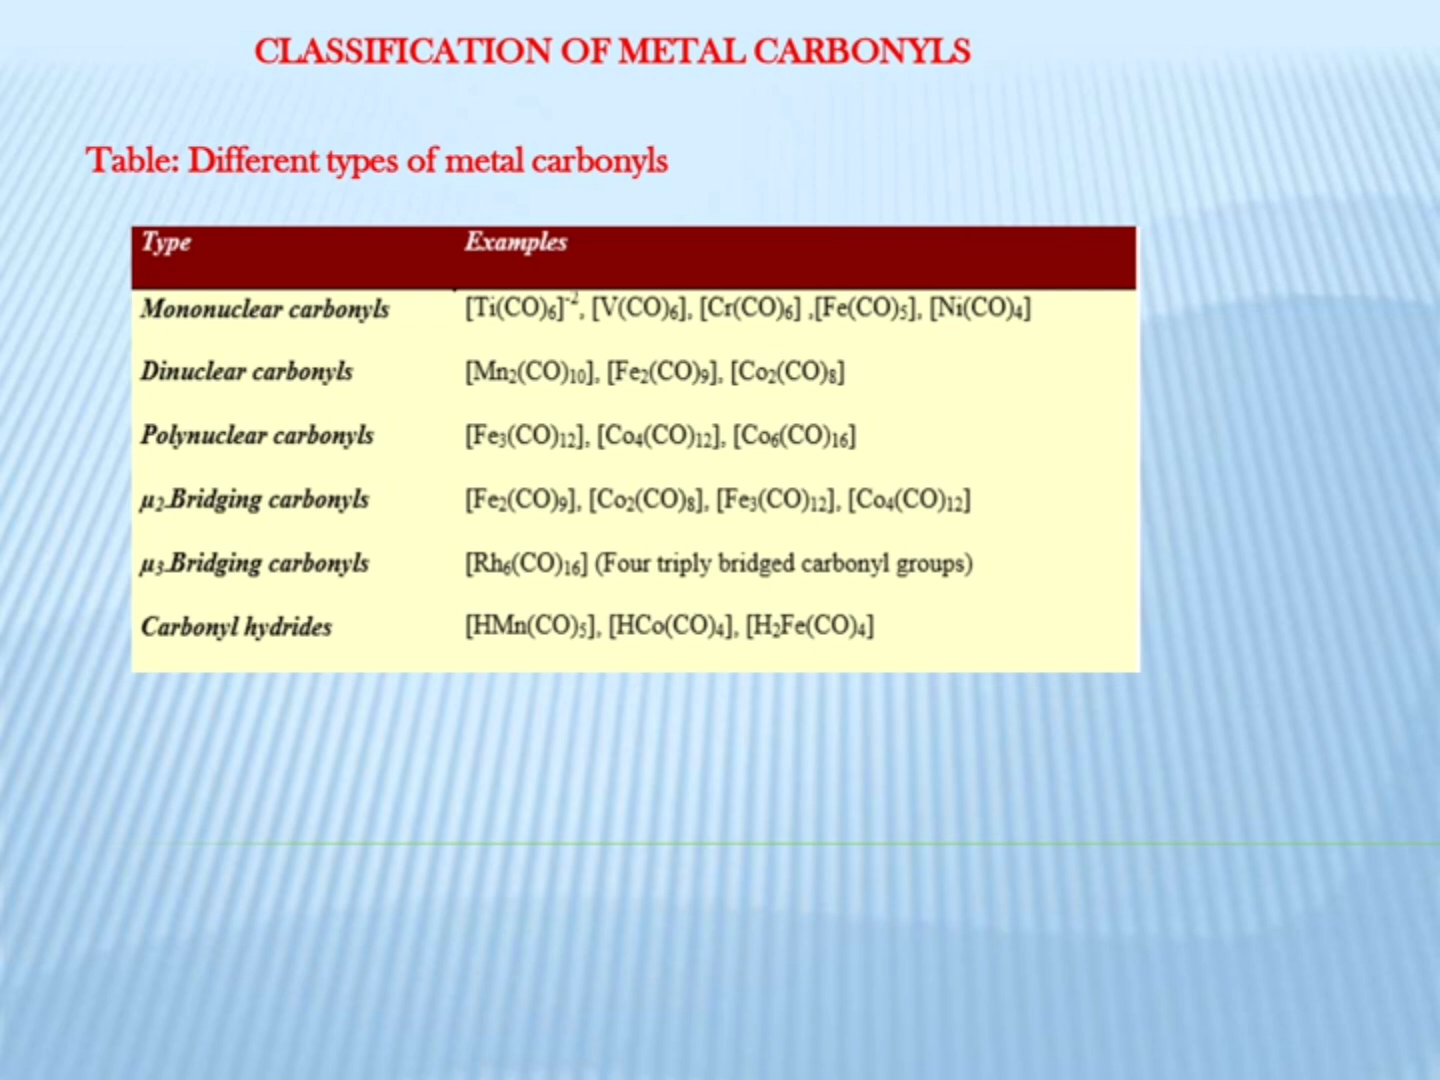 CLASSIFICATION OF METAL CARBONYLS
Table: Different types of metal carbonyls
Type Examples
Mononuclear carbonyls [Ti(CO)₆]⁻², [V(CO)₆], [Cr(CO)₆] ,[Fe(CO)₅], [Ni(CO)₄]
Dinuclear carbonyls [Mn₂(CO)₁₀], [Fe₂(CO)₉], [Co₂(CO)₈]
Polynuclear carbonyls [Fe₃(CO)₁₂], [Co₄(CO)₁₂], [Co₆(CO)₁₆]
μ₂-Bridging carbonyls [Fe₂(CO)₉], [Co₂(CO)₈], [Fe₃(CO)₁₂], [Co₄(CO)₁₂]
μ₃-Bridging carbonyls [Rh₆(CO)₁₆] (Four triply bridged carbonyl groups)
Carbonyl hydrides [HMn(CO)₅], [HCo(CO)₄], [H₂Fe(CO)₄]